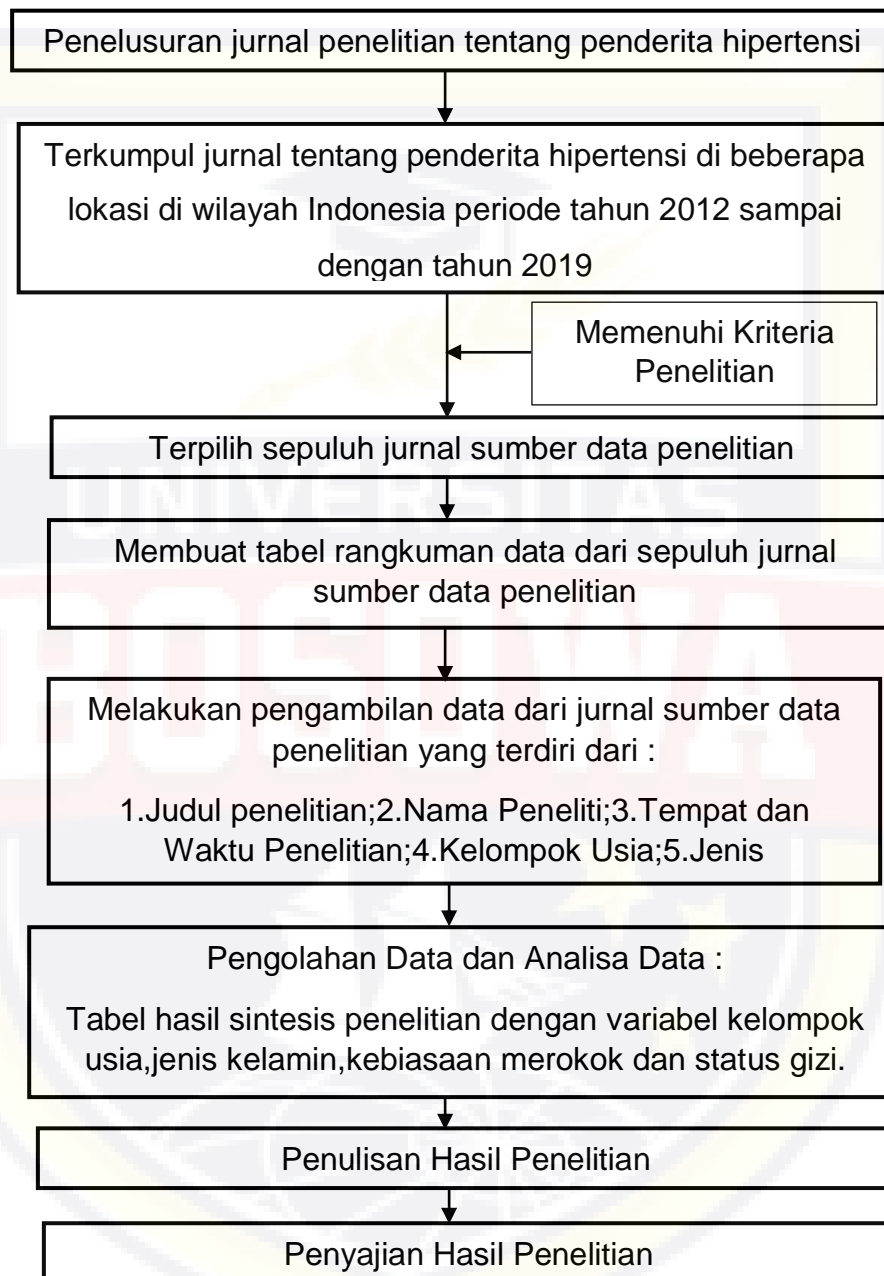 Penelusuran jurnal penelitian tentang penderita hipertensi
Terkumpul jurnal tentang penderita hipertensi di beberapa
lokasi di wilayah Indonesia periode tahun 2012 sampai
dengan tahun 2019
Memenuhi Kriteria
Penelitian
Terpilih sepuluh jurnal sumber data penelitian
UNIVERSITAS
Membuat tabel rangkuman data dari sepuluh jurnal
sumber data penelitian
BOSOWA
Melakukan pengambilan data dari jurnal sumber data
penelitian yang terdiri dari :
1.Judul penelitian;2.Nama Peneliti;3.Tempat dan
Waktu Penelitian;4.Kelompok Usia;5.Jenis
Pengolahan Data dan Analisa Data :
Tabel hasil sintesis penelitian dengan variabel kelompok
usia,jenis kelamin,kebiasaan merokok dan status gizi.
Penulisan Hasil Penelitian
Penyajian Hasil Penelitian